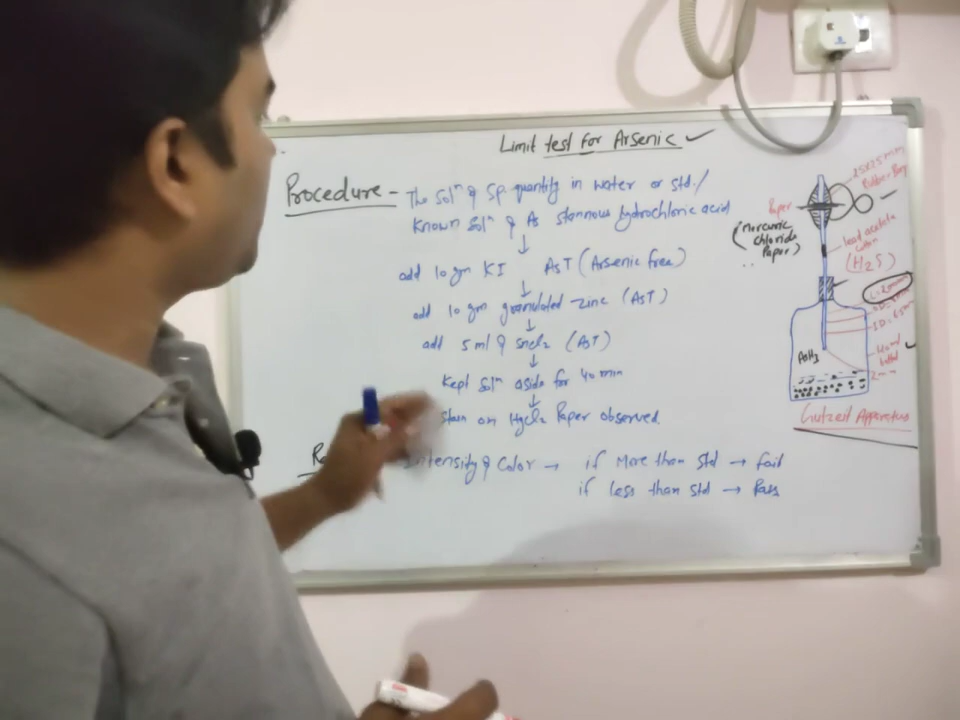 Limit test for Arsenic ✓
Procedure - The Solⁿ of Sp. quantity in water or std./
Known Solⁿ of As stannous hydrochloric acid
↓
add 10 gm KI AsT (Arsenic free)
↓
add 10 gm granulated zinc (AsT)
↓
add 5 ml of SnCl₂ (AsT)
↓
Kept Solⁿ aside for 40 min
↓
stain on HgCl₂ Paper observed.
Intensity of Color → if More than Std → fail
if less than Std → Pass
25x25 mm
Paper
(Mercuric
Chloride
Paper)
lead acetate
(H2S)
AsH3
Gutzeit Apparatus